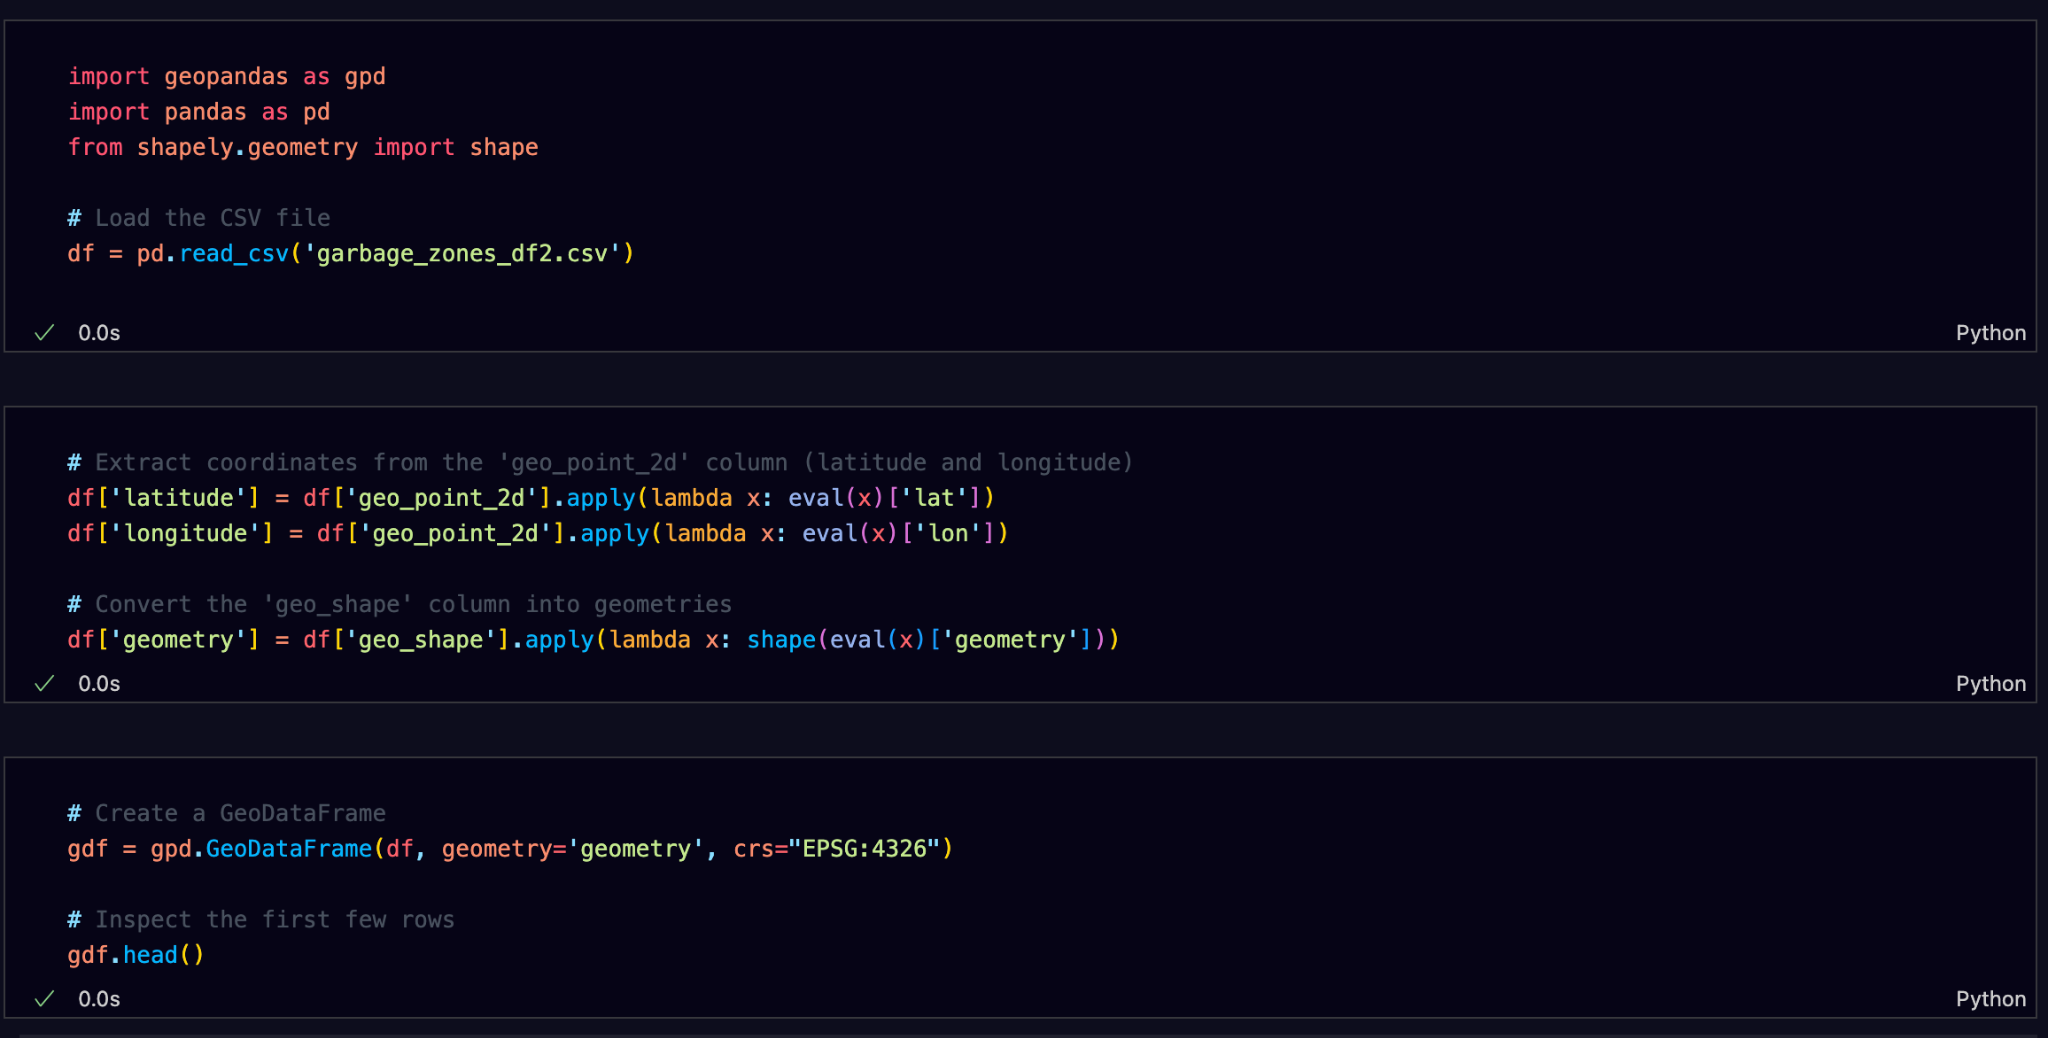 import geopandas as gpd
import pandas as pd
from shapely.geometry import shape
# Load the CSV file
df = pd.read_csv('garbage_zones_df2.csv')
0.0s
Python
# Extract coordinates from the 'geo_point_2d' column (latitude and longitude)
df['latitude'] = df['geo_point_2d'].apply(lambda x: eval(x)['lat'])
df['longitude'] = df['geo_point_2d'].apply(lambda x: eval(x)['lon'])
# Convert the 'geo_shape' column into geometries
df['geometry'] = df['geo_shape'].apply(lambda x: shape(eval(x)['geometry']))
0.0s
Python
# Create a GeoDataFrame
gdf = gpd.GeoDataFrame(df, geometry='geometry', crs="EPSG:4326")
# Inspect the first few rows
gdf.head()
0.0s
Python